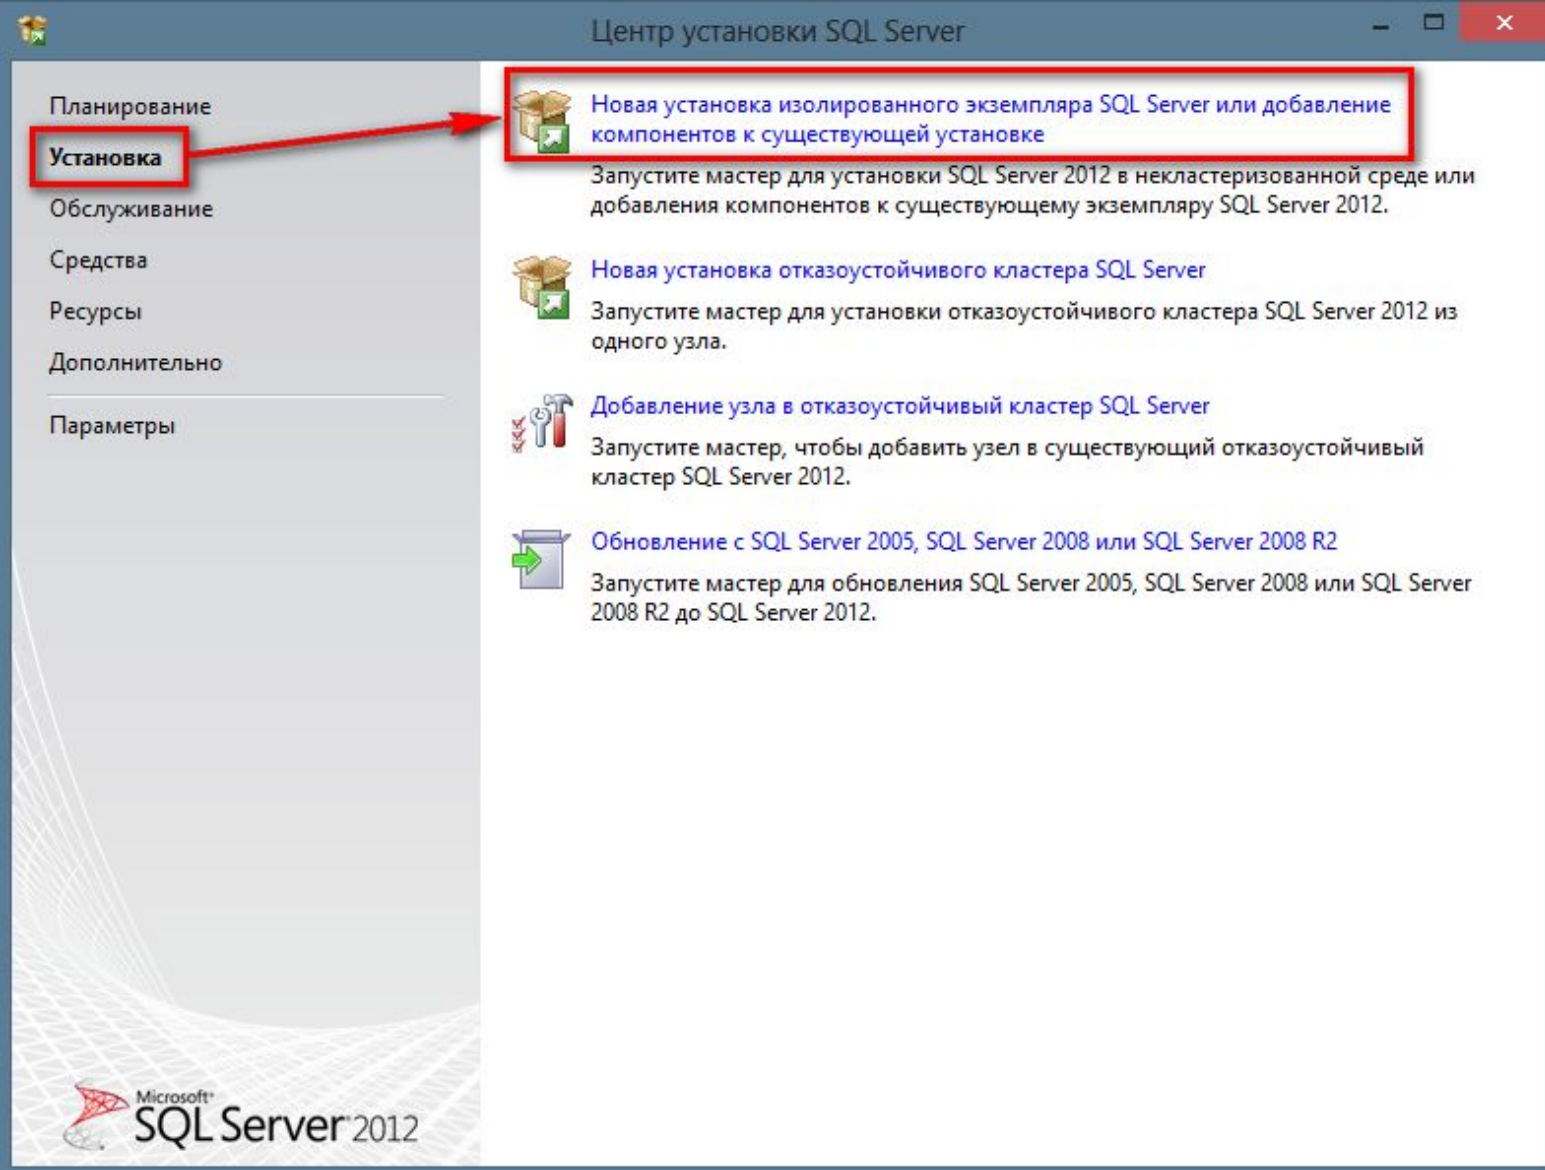 Центр установки SQL Server
Планирование
Установка
Обслуживание
Средства
Ресурсы
Дополнительно
Параметры
Новая установка изолированного экземпляра SQL Server или добавление
компонентов к существующей установке
Запустите мастер для установки SQL Server 2012 в некластеризованной среде или
добавления компонентов к существующему экземпляру SQL Server 2012.
Новая установка отказоустойчивого кластера SQL Server
Запустите мастер для установки отказоустойчивого кластера SQL Server 2012 из
одного узла.
Добавление узла в отказоустойчивый кластер SQL Server
Запустите мастер, чтобы добавить узел в существующий отказоустойчивый
кластер SQL Server 2012.
Обновление с SQL Server 2005, SQL Server 2008 или SQL Server 2008 R2
Запустите мастер для обновления SQL Server 2005, SQL Server 2008 или SQL Server
2008 R2 до SQL Server 2012.
Microsoft®
SQL Server® 2012